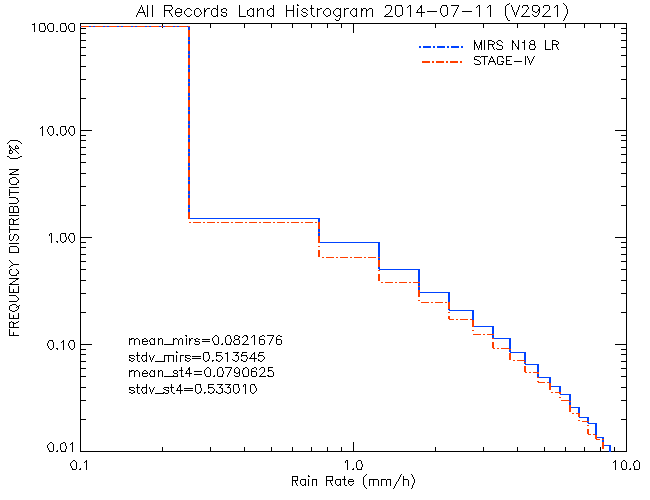 All Records Land Histrogram 2014-07-11 (V2921)
MIRS N18 LR
STAGE-IV
100.00
10.00
1.00
0.10
0.01
FREQUENCY DISTRIBUTION (%)
mean_mirs=0.0821676
stdv_mirs=0.513545
mean_st4=0.0790625
stdv_st4=0.533010
0.1
1.0
10.0
Rain Rate (mm/h)